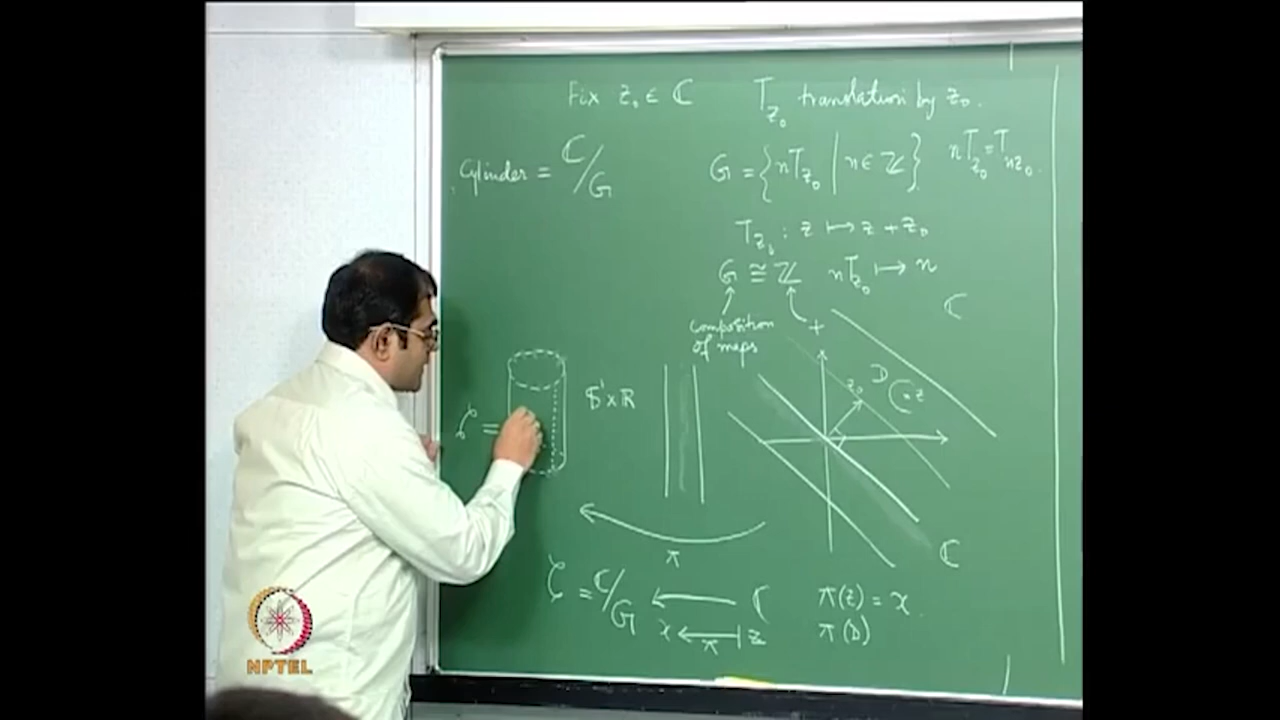 Fix z₀ ∈ ℂ T_{z₀} translation by z₀.
Cylinder = ℂ/G G = {nT_{z₀} | n ∈ ℤ} nT_{z₀} = T_{nz₀}.
T_{z₀} : z ↦ z + z₀
G ≅ ℤ nT_{z₀} ↦ n
composition of maps
+
ℂ
z₀ D z
S¹ × ℝ
=
π
ℂ
= ℂ/G ← ℂ π(z) = x.
x ← z π(D)
π
NPTEL